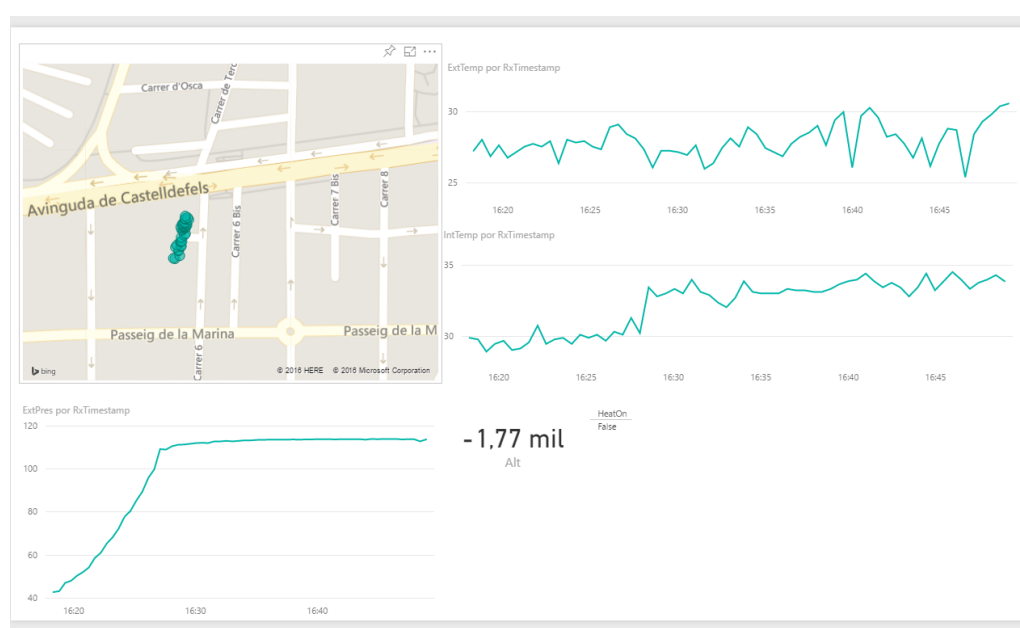 Carrer d'Osca
Carrer de Terol
Avinguda de Castelldefels
Carrer 6 Bis
Carrer 7 Bis
Carrer 8
Passeig de la Marina
Passeig de la M
Carrer 6
bing
© 2016 HERE © 2016 Microsoft Corporation
ExtTemp por RxTimestamp
30
25
16:20 16:25 16:30 16:35 16:40 16:45
IntTemp por RxTimestamp
35
30
16:20 16:25 16:30 16:35 16:40 16:45
ExtPres por RxTimestamp
120
100
80
60
40
16:20 16:30 16:40
-1,77 mil
Alt
HeatOn
False